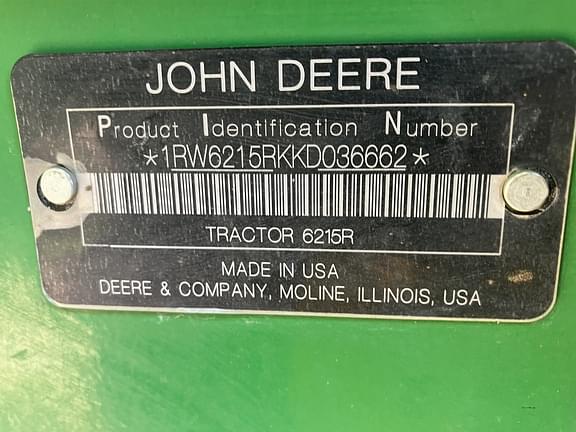 JOHN DEERE
Product Identification Number
*1RW6215RKKD036662*
TRACTOR 6215R
MADE IN USA
DEERE & COMPANY, MOLINE, ILLINOIS, USA